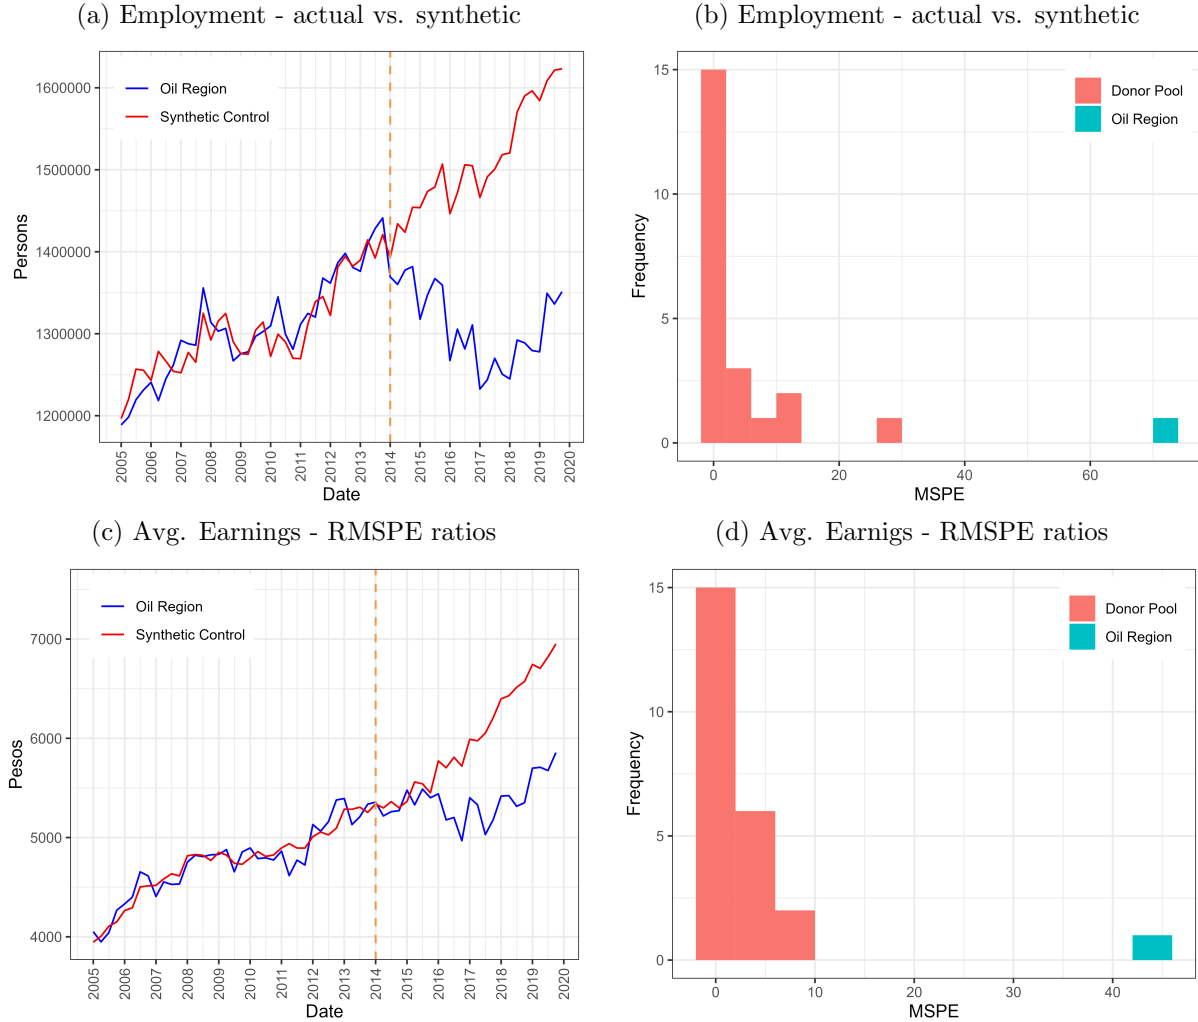 (a) Employment - actual vs. synthetic
Persons
1600000
1500000
1400000
1300000
1200000
Oil Region
Synthetic Control
2005 2006 2007 2008 2009 2010 2011 2012 2013 2014 2015 2016 2017 2018 2019 2020
Date
(b) Employment - actual vs. synthetic
Frequency
15
10
5
0
Donor Pool
Oil Region
0 20 40 60
MSPE
(c) Avg. Earnings - RMSPE ratios
Pesos
7000
6000
5000
4000
Oil Region
Synthetic Control
2005 2006 2007 2008 2009 2010 2011 2012 2013 2014 2015 2016 2017 2018 2019 2020
Date
(d) Avg. Earnigs - RMSPE ratios
Frequency
15
10
5
0
Donor Pool
Oil Region
0 10 20 30 40
MSPE